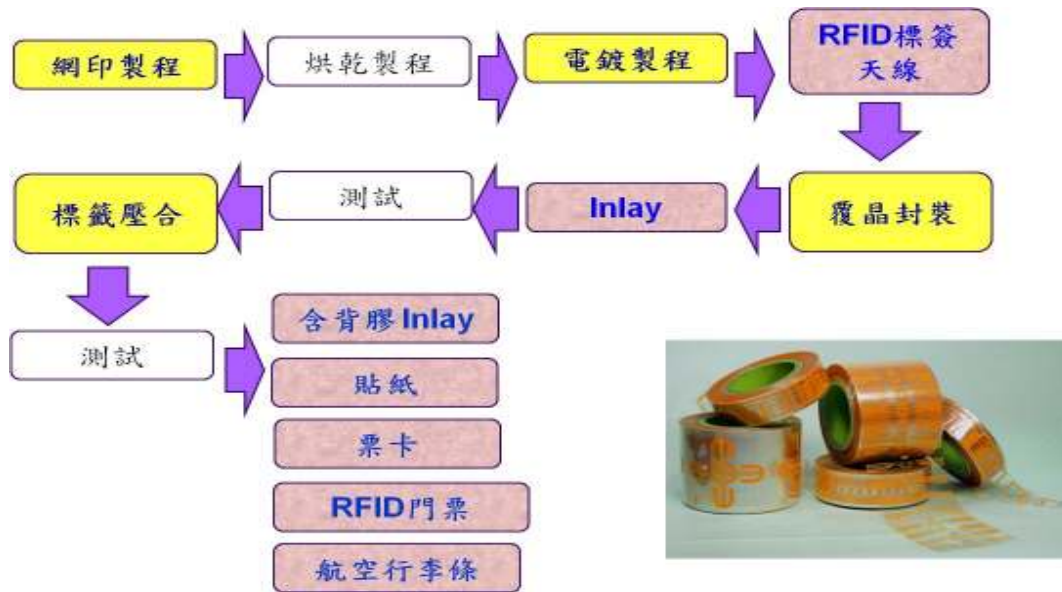 網印製程
烘乾製程
電鍍製程
RFID標簽
天線
標籤壓合
測試
Inlay
覆晶封裝
測試
含背膠Inlay
貼紙
票卡
RFID門票
航空行李條